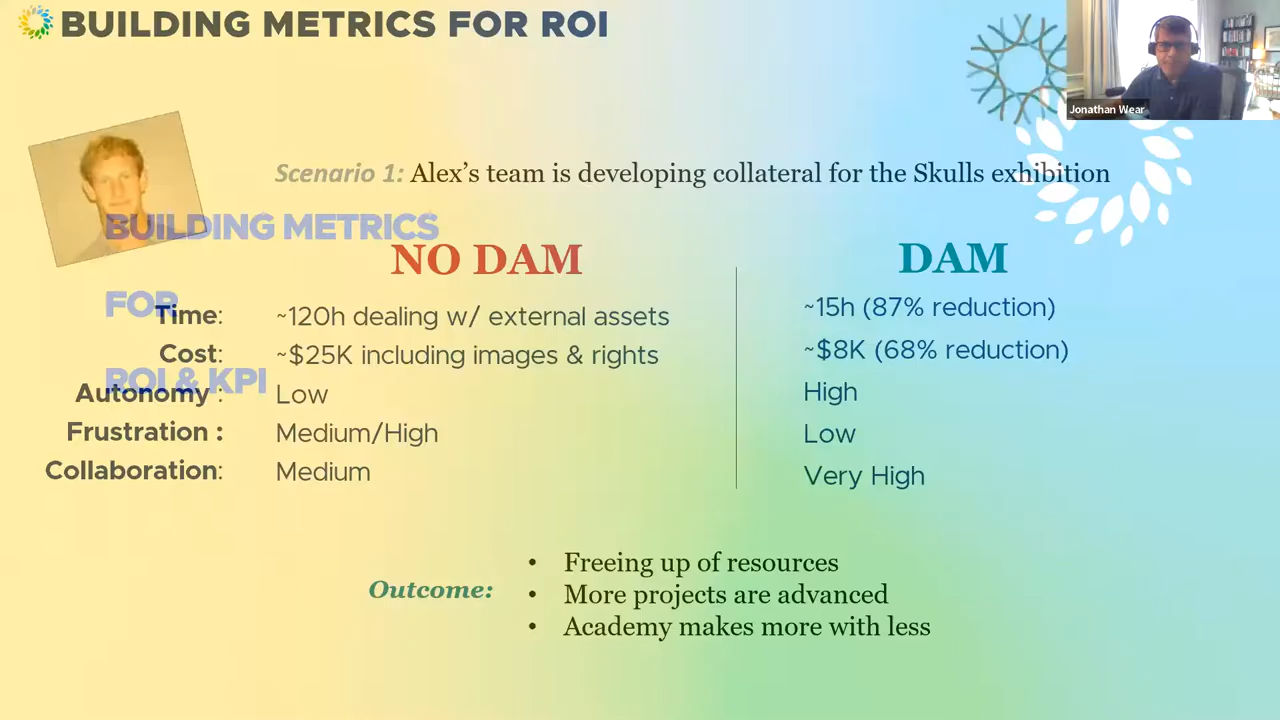 BUILDING METRICS FOR ROI
Jonathan Wear
Scenario 1: Alex's team is developing collateral for the Skulls exhibition
BUILDING METRICS
FOR
ROI & KPI
NO DAM
DAM
Time: ~120h dealing w/ external assets ~15h (87% reduction)
Cost: ~$25K including images & rights ~$8K (68% reduction)
Autonomy : Low High
Frustration : Medium/High Low
Collaboration: Medium Very High
Outcome:
• Freeing up of resources
• More projects are advanced
• Academy makes more with less